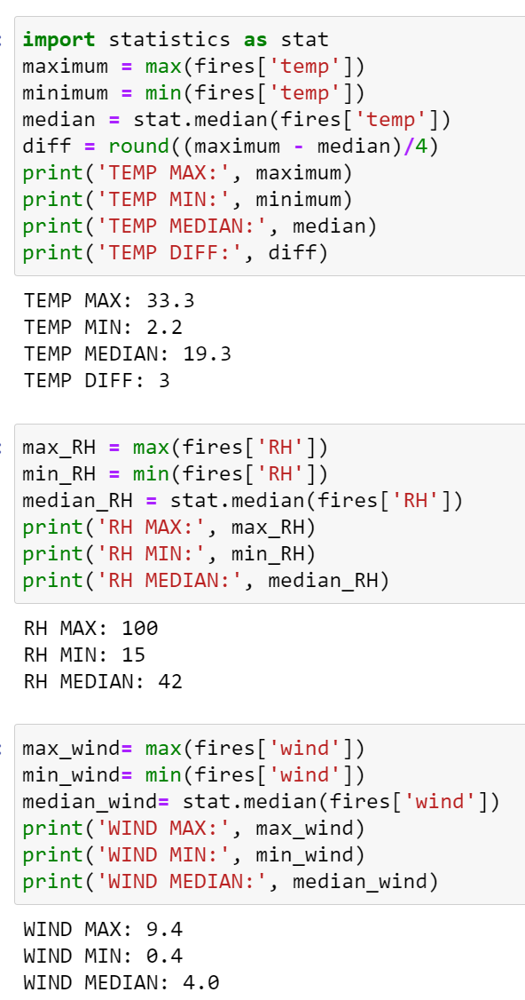 import statistics as stat
maximum = max(fires['temp'])
minimum = min(fires['temp'])
median = stat.median(fires['temp'])
diff = round((maximum - median)/4)
print('TEMP MAX:', maximum)
print('TEMP MIN:', minimum)
print('TEMP MEDIAN:', median)
print('TEMP DIFF:', diff)
TEMP MAX: 33.3
TEMP MIN: 2.2
TEMP MEDIAN: 19.3
TEMP DIFF: 3
max_RH = max(fires['RH'])
min_RH = min(fires['RH'])
median_RH = stat.median(fires['RH'])
print('RH MAX:', max_RH)
print('RH MIN:', min_RH)
print('RH MEDIAN:', median_RH)
RH MAX: 100
RH MIN: 15
RH MEDIAN: 42
max_wind= max(fires['wind'])
min_wind= min(fires['wind'])
median_wind= stat.median(fires['wind'])
print('WIND MAX:', max_wind)
print('WIND MIN:', min_wind)
print('WIND MEDIAN:', median_wind)
WIND MAX: 9.4
WIND MIN: 0.4
WIND MEDIAN: 4.0